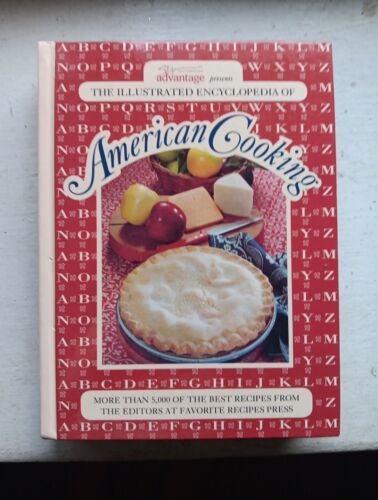 A B C D E F G H I J K L M
N O P Q W X Y Z
advantage presents
THE ILLUSTRATED ENCYCLOPEDIA OF
N O P Q R S T U V W X Y Z
American Cooking
A B C D E F G H I J K L M
MORE THAN 5,000 OF THE BEST RECIPES FROM
THE EDITORS AT FAVORITE RECIPES PRESS